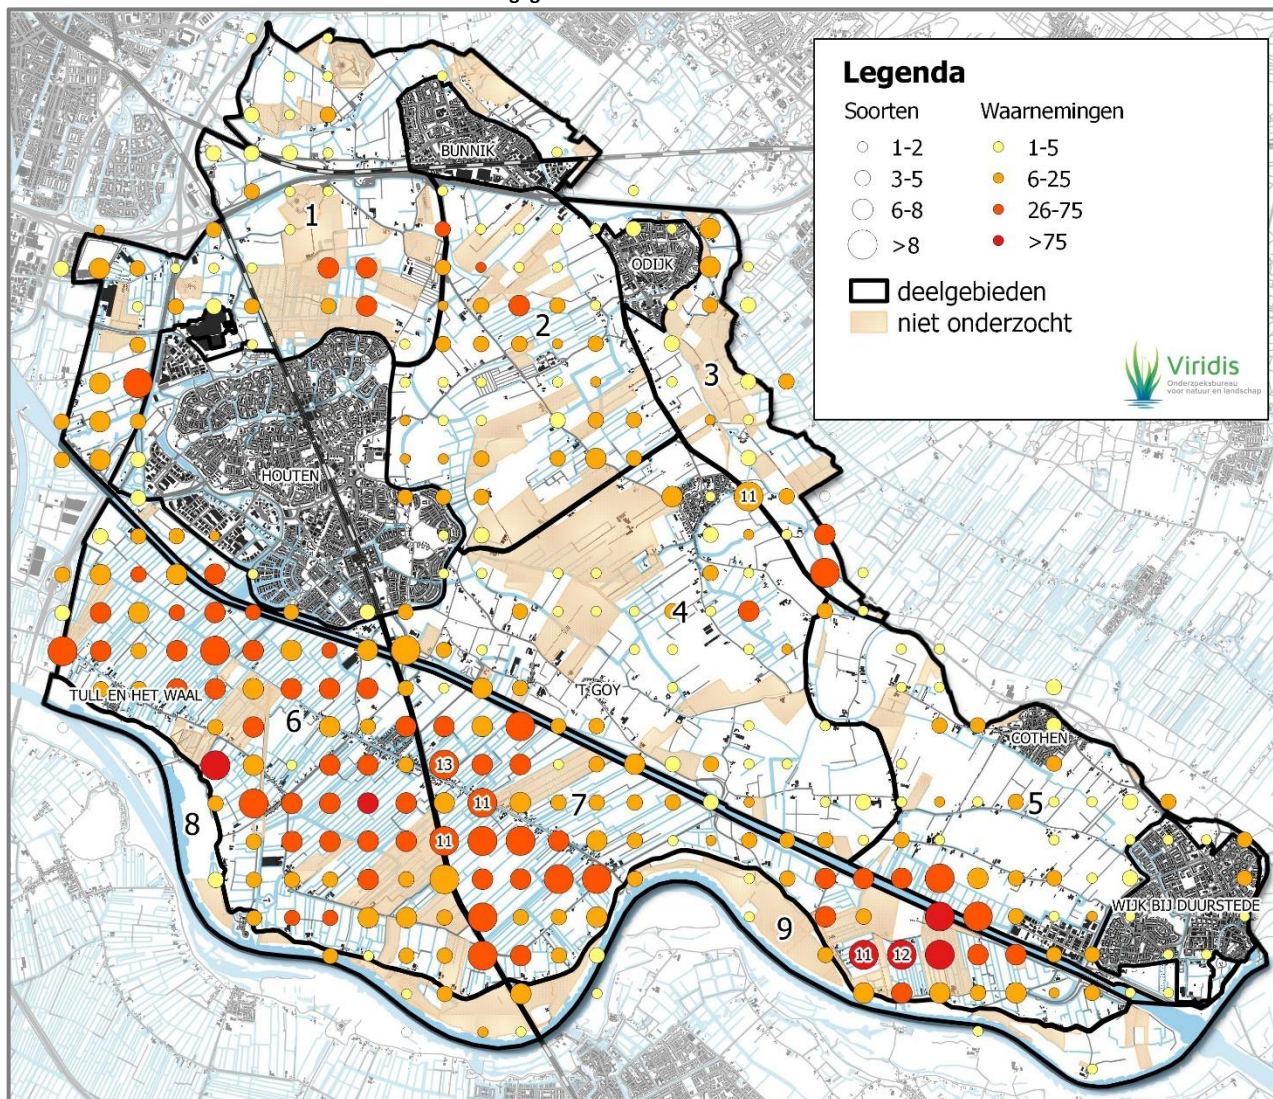 Legenda
Soorten Waarnemingen
1-2 1-5
3-5 6-25
6-8 26-75
>8 >75
deelgebieden
niet onderzocht
Viridis
Onderzoeksbureau
voor natuur en landschap
BUNNIK
1
ODIJK
2
3
HOUTEN
11
4
TULL EN HET WAAL
'T GOY
6
COTHEN
13
11
7
5
8
11
WIJK BIJ DUURSTEDE
9
11
12